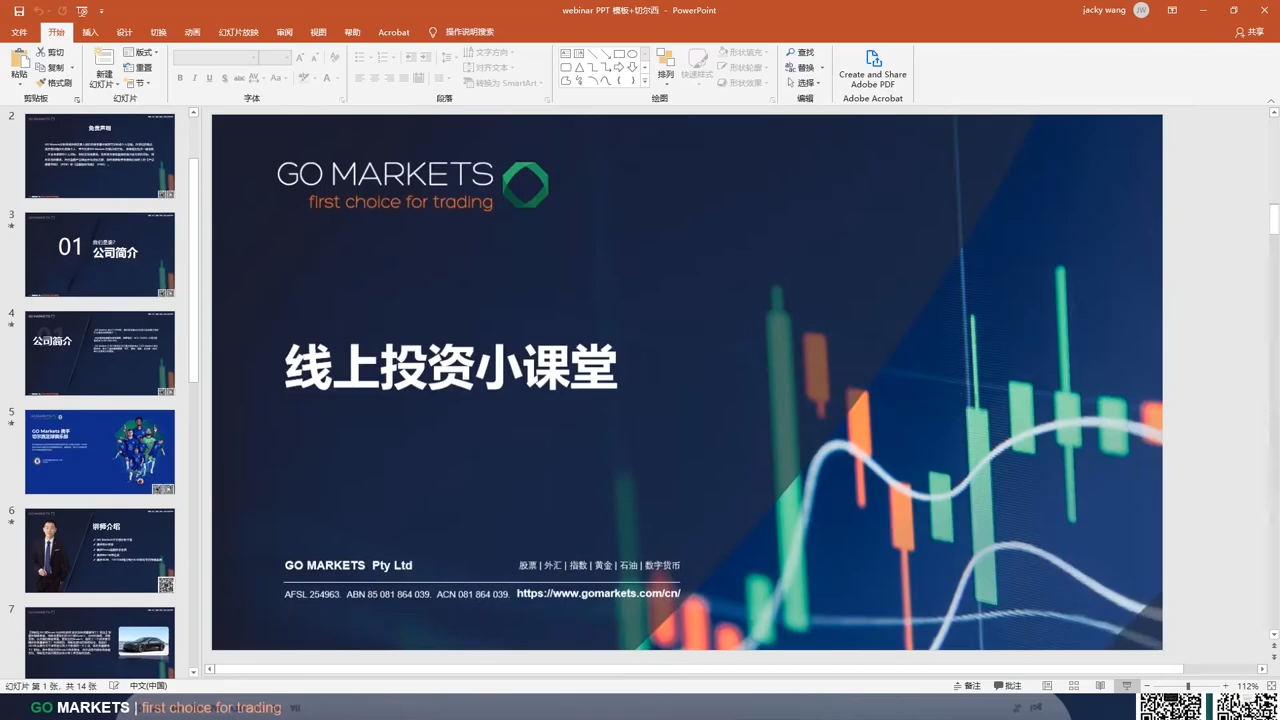 webinar PPT 模板+切尔西 - PowerPoint
jacky wang
JW
文件 开始 插入 设计 切换 动画 幻灯片放映 审阅 视图 帮助 Acrobat 操作说明搜索
共享
粘贴
剪切
复制
格式刷
剪贴板
新建
幻灯片
版式
重置
节
幻灯片
字体
文字方向
对齐文本
转换为 SmartArt
段落
排列
快速样式
形状填充
形状轮廓
形状效果
绘图
查找
替换
选择
编辑
Create and Share
Adobe PDF
Adobe Acrobat
2
免责声明
3
01
我们是谁?
公司简介
4
公司简介
5
GO Markets 携手
切尔西足球俱乐部
6
讲师介绍
7
GO MARKETS
first choice for trading
线上投资小课堂
GO MARKETS Pty Ltd
股票 | 外汇 | 指数 | 黄金 | 石油 | 数字货币
AFSL 254963. ABN 85 081 864 039. ACN 081 864 039.
https://www.gomarkets.com/cn/
幻灯片 第 1 张，共 14 张
中文(中国)
备注
批注
112%
GO MARKETS | first choice for trading